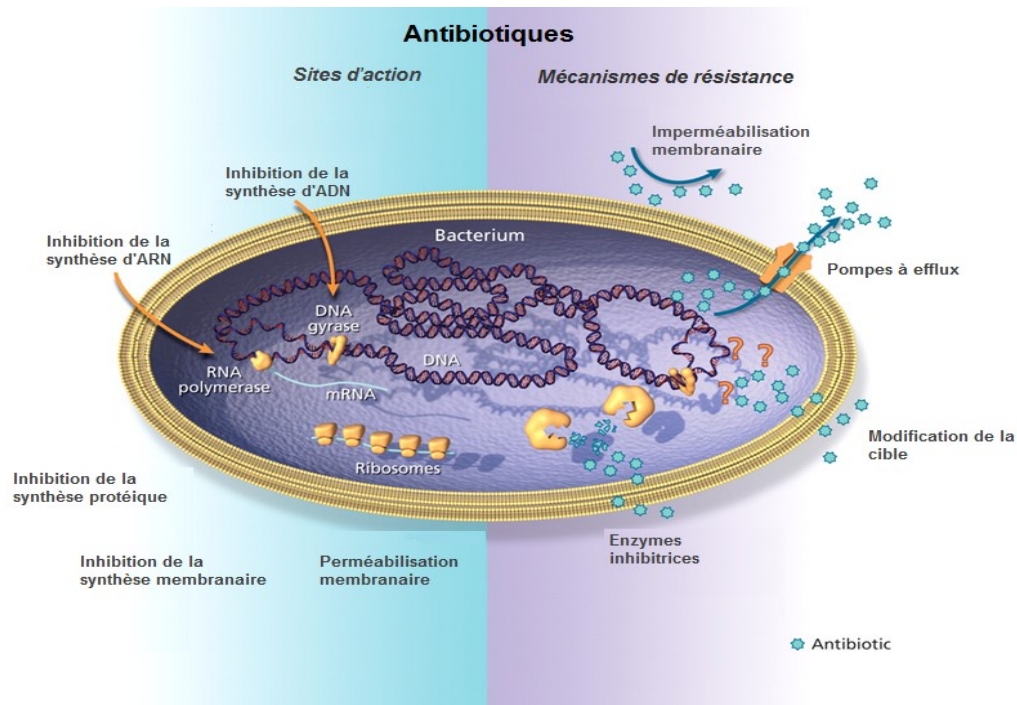 Antibiotiques
Sites d'action
Mécanismes de résistance
Imperméabilisation
membranaire
Inhibition de la
synthèse d'ADN
Inhibition de la
synthèse d'ARN
Bacterium
Pompes à efflux
DNA
gyrase
DNA
RNA
polymerase
mRNA
? ?
?
Modification de la
cible
Ribosomes
Inhibition de la
synthèse protéique
Enzymes
inhibitrices
Inhibition de la
synthèse membranaire
Perméabilisation
membranaire
Antibiotic